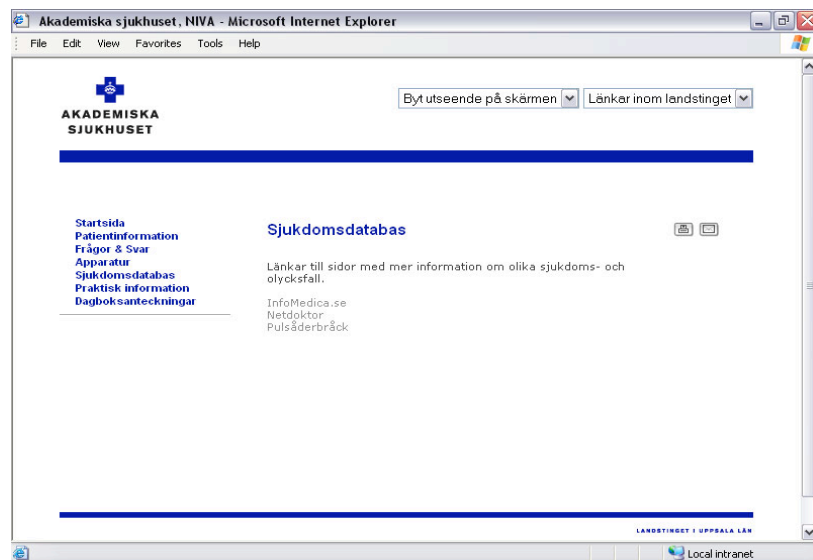 Akademiska sjukhuset, NIVA - Microsoft Internet Explorer
File Edit View Favorites Tools Help
AKADEMISKA
SJUKHUSET
Byt utseende på skärmen
Länkar inom landstinget
Startsida
Patientinformation
Frågor & Svar
Apparatur
Sjukdomsdatabas
Praktisk information
Dagboksanteckningar
Sjukdomsdatabas
Länkar till sidor med mer information om olika sjukdoms- och
olycksfall.
InfoMedica.se
Netdoktor
Pulsåderbråck
LANDSTINGET I UPPSALA LÄN
Local intranet